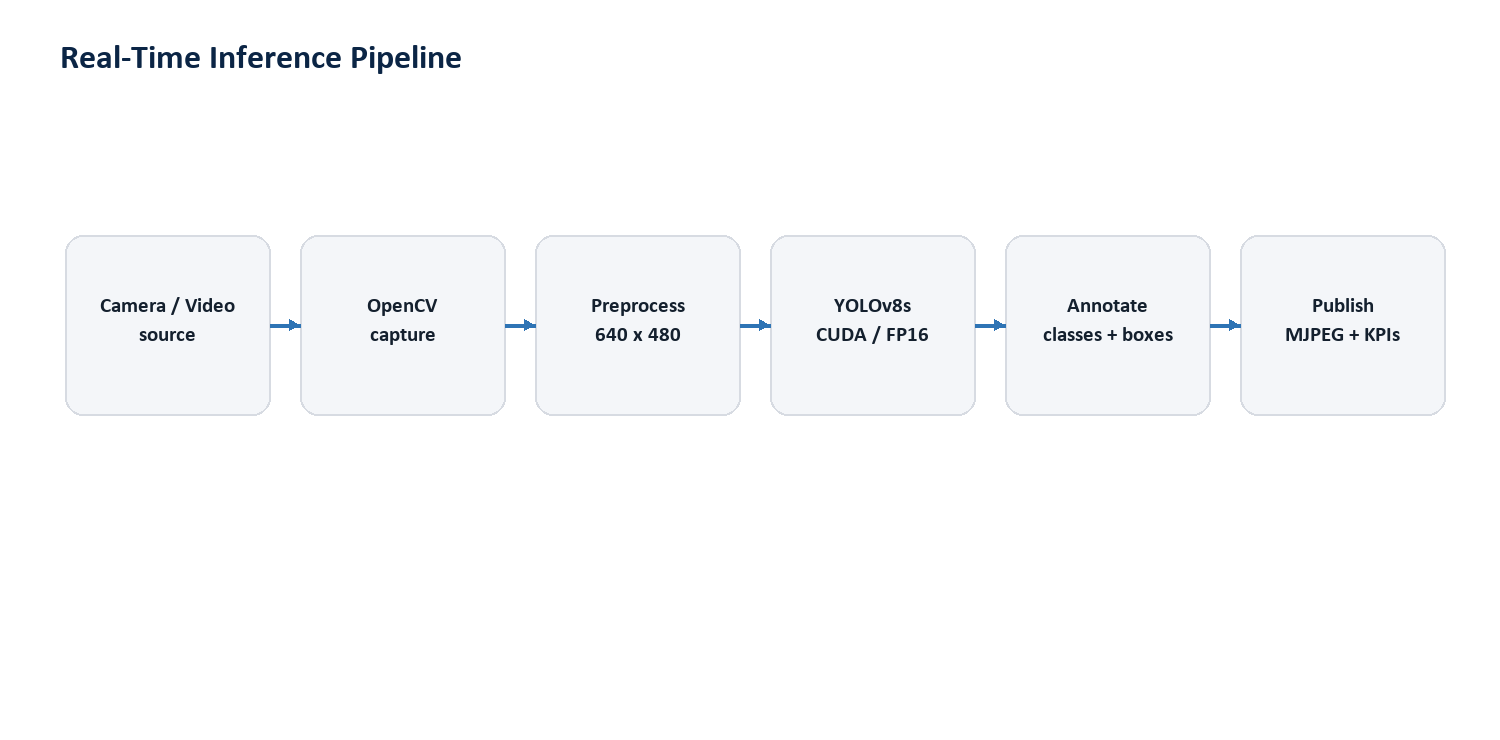 Real-Time Inference Pipeline
Camera / Video
source
OpenCV
capture
Preprocess
640 x 480
YOLOv8s
CUDA / FP16
Annotate
classes + boxes
Publish
MJPEG + KPIs